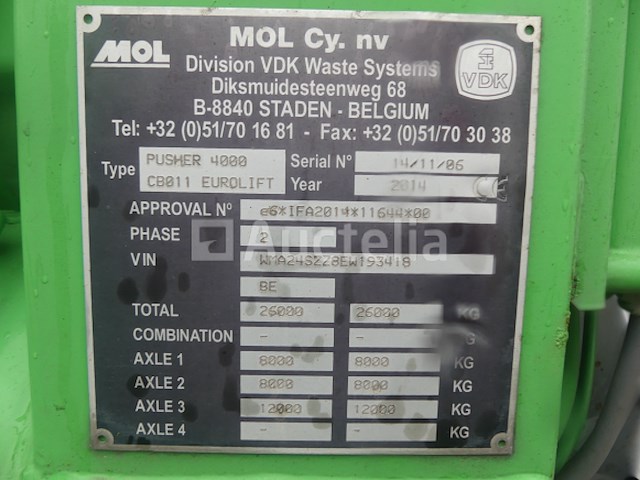 MOL
MOL Cy. nv
Division VDK Waste Systems
VDK
Diksmuidesteenweg 68
B-8840 STADEN - BELGIUM
Tel: +32 (0)51/70 16 81 - Fax: +32 (0)51/70 30 38
Type PUSHER 4000 Serial N° 14/11/06
CB011 EUROLIFT Year 2014
APPROVAL N° e6*IFA2014*11644*00
PHASE 2
Auctelia
VIN WMA24SZZ8EW193418
BE
TOTAL 26000 26000 KG
COMBINATION - - KG
AXLE 1 8000 8000 KG
AXLE 2 8000 8000 KG
AXLE 3 12000 12000 KG
AXLE 4 - - KG